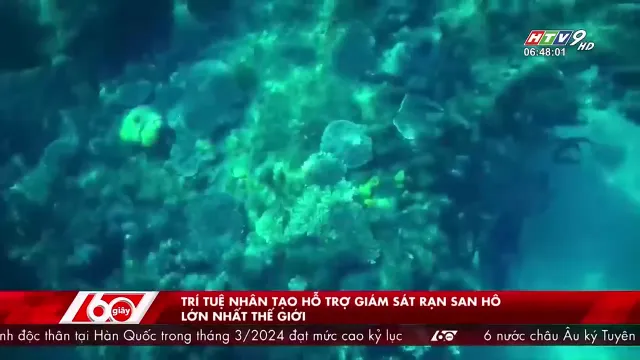 HTV9 HD
06:48:01
60 giây
TRÍ TUỆ NHÂN TẠO HỖ TRỢ GIÁM SÁT RẠN SAN HÔ
LỚN NHẤT THẾ GIỚI
nh độc thân tại Hàn Quốc trong tháng 3/2024 đạt mức cao kỷ lục 60 6 nước châu Âu ký Tuyên